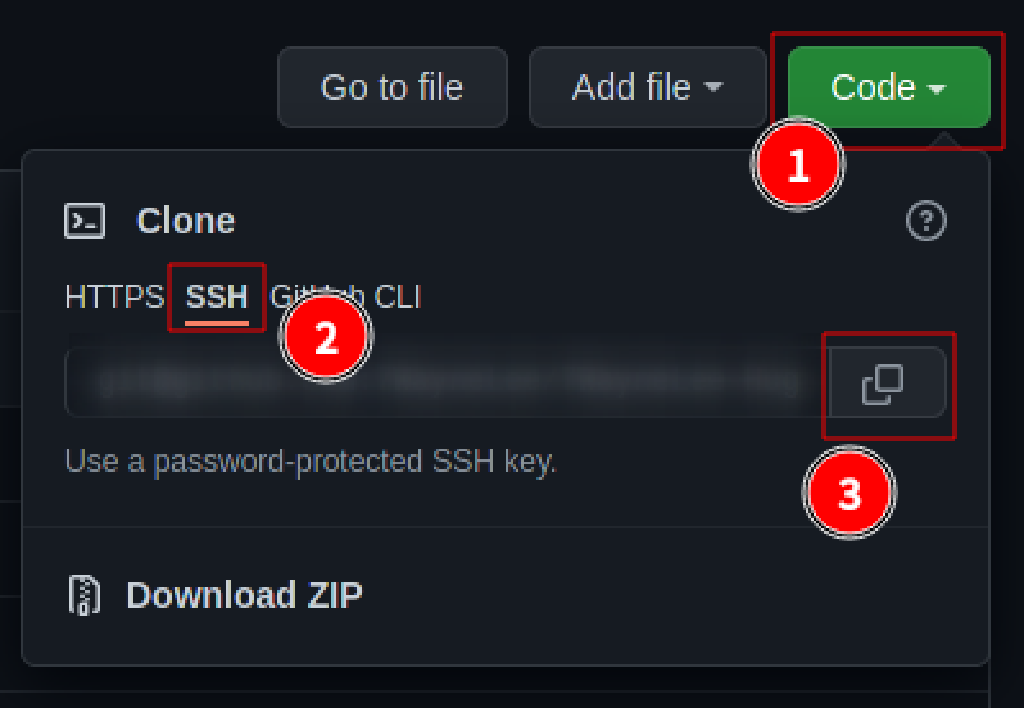 Go to file Add file Code
1
Clone
HTTPS SSH GitHub CLI
2
Use a password-protected SSH key.
3
Download ZIP